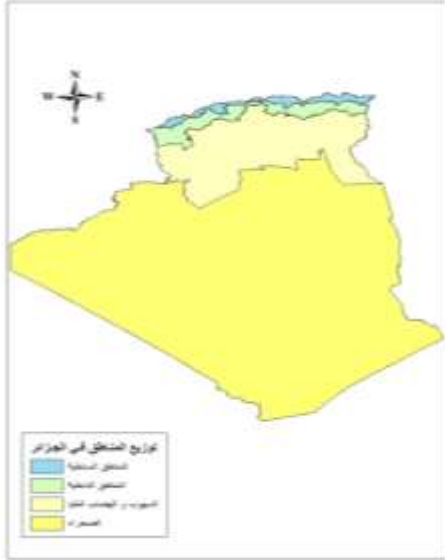 N
W E
S
توزيع المناطق في الجزائر
المناطق الساحلية
المناطق الداخلية
السهوب و الهضاب العليا
الصحراء